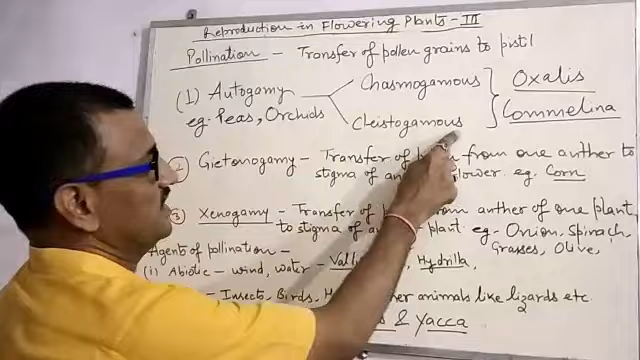 Reproduction in Flowering Plants - III
Pollination - Transfer of pollen grains to pistil
(1) Autogamy
Chasmogamous
Cleistogamous
Oxalis
Commelina
eg. Peas, Orchids
2 Gietonogamy - Transfer of from one anther to
stigma of flower. eg. Corn
3 Xenogamy - Transfer of from anther of one plant
to stigma of plant eg - Onion, Spinach,
Grasses, Olive,
Agents of pollination -
(i) Abiotic - wind, water - Hydrilla,
- Insects, Birds, animals like lizards etc.
& Yacca